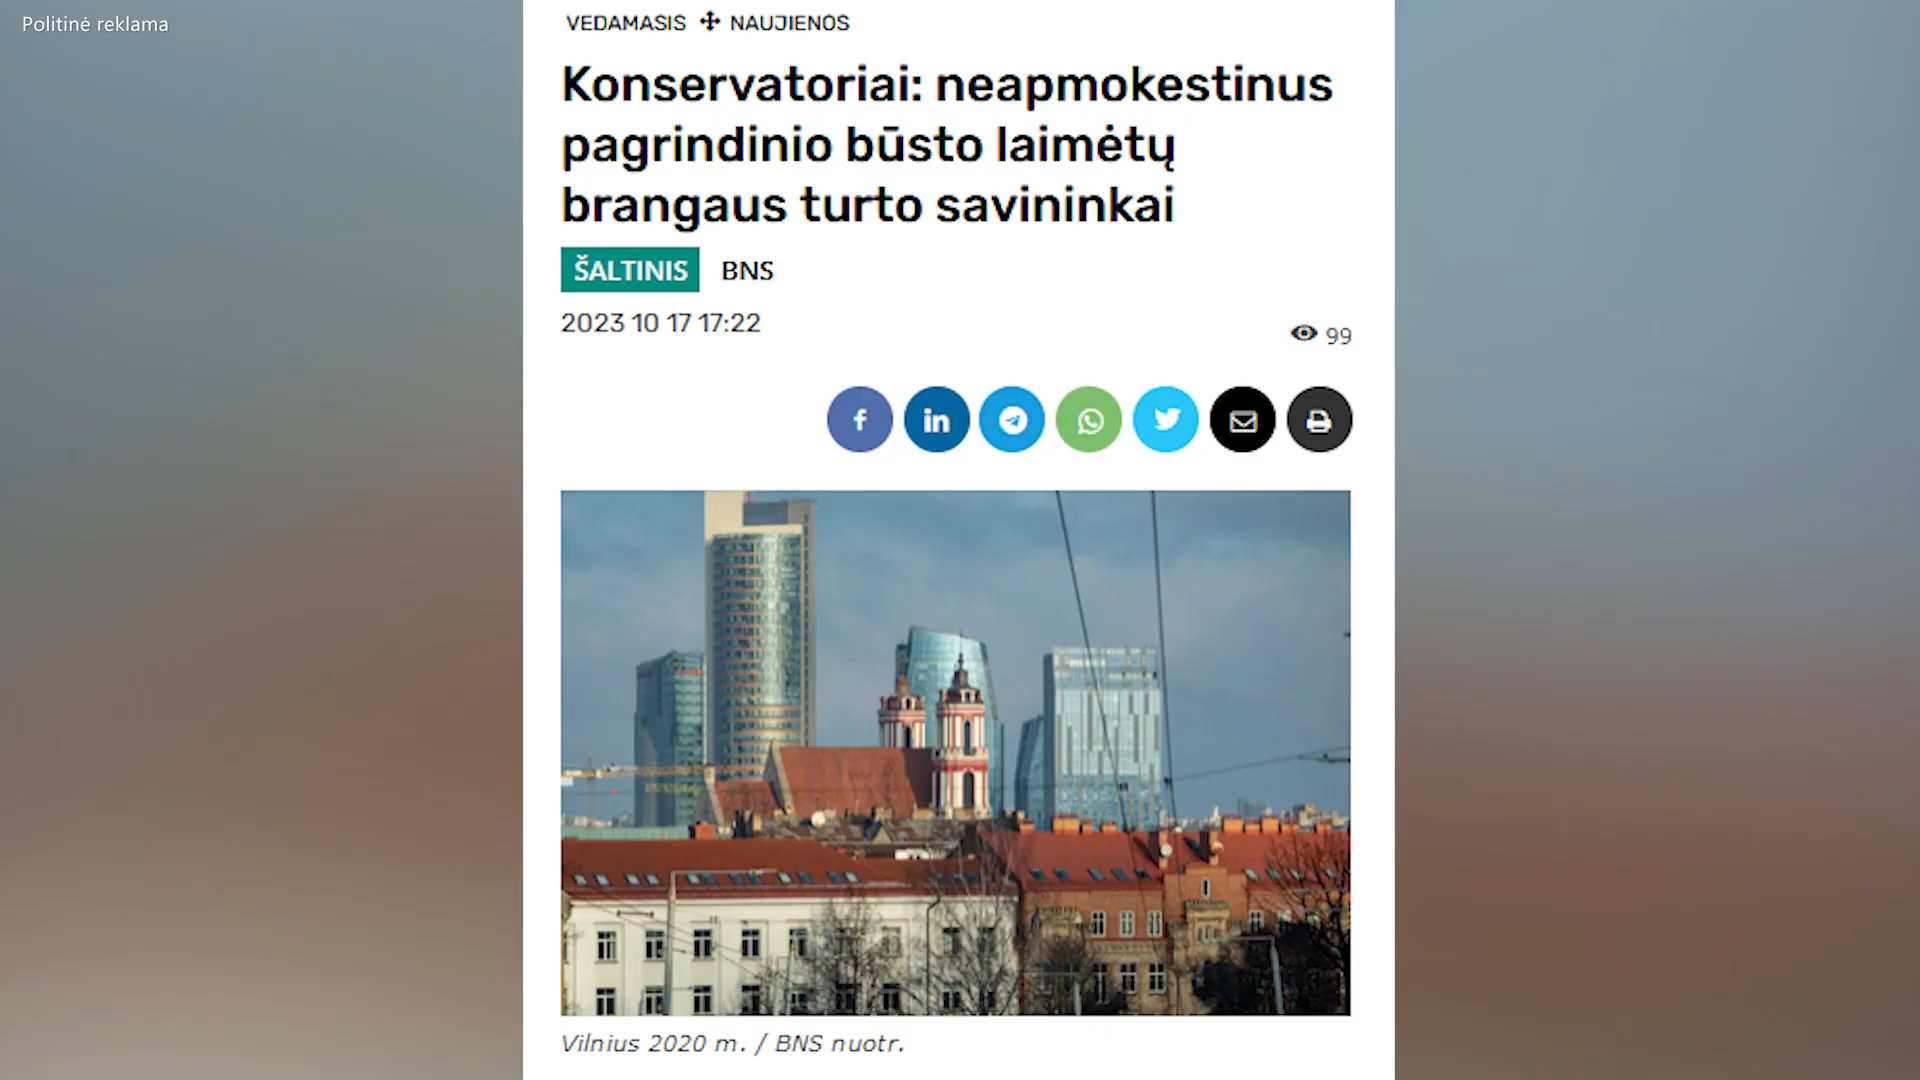 Politinė reklama
VEDAMASIS NAUJIENOS
Konservatoriai: neapmokestinus
pagrindinio būsto laimėtų
brangaus turto savininkai
ŠALTINIS BNS
2023 10 17 17:22
99
Vilnius 2020 m. / BNS nuotr.